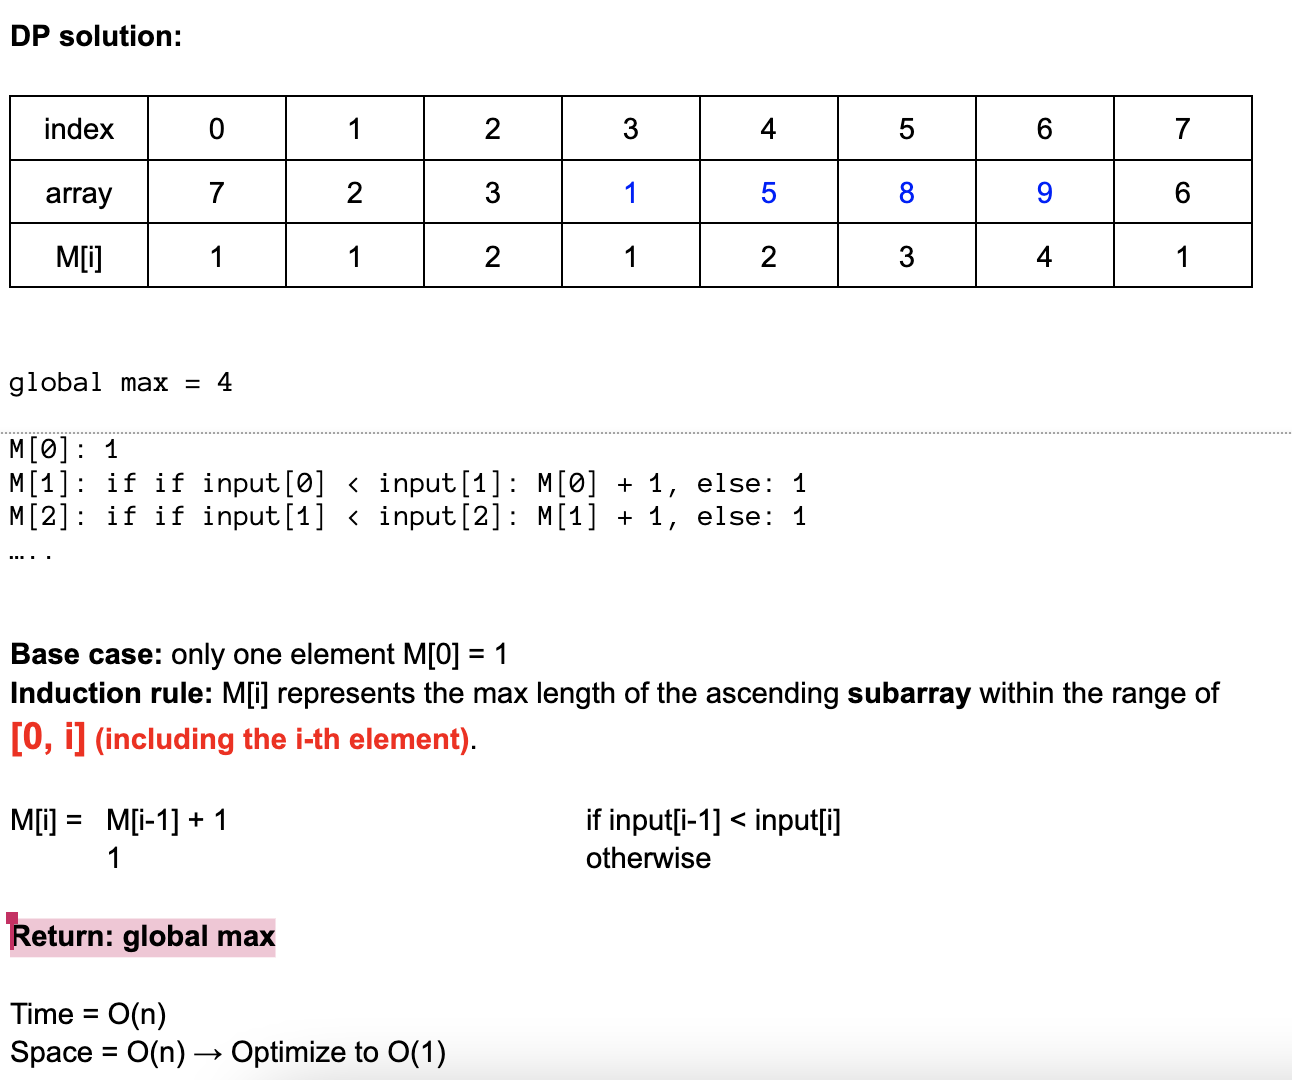 DP solution:
index 0 1 2 3 4 5 6 7
array 7 2 3 1 5 8 9 6
M[i] 1 1 2 1 2 3 4 1
global max = 4
M[0]: 1
M[1]: if if input[0] < input[1]: M[0] + 1, else: 1
M[2]: if if input[1] < input[2]: M[1] + 1, else: 1
…..
Base case: only one element M[0] = 1
Induction rule: M[i] represents the max length of the ascending subarray within the range of
[0, i] (including the i-th element).
M[i] = M[i-1] + 1 if input[i-1] < input[i]
1 otherwise
Return: global max
Time = O(n)
Space = O(n) → Optimize to O(1)